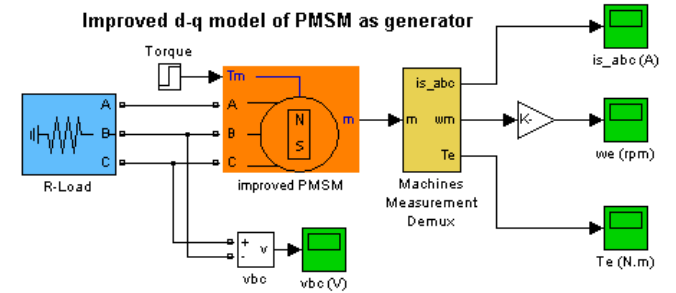 Improved d-q model of PMSM as generator
Torque
is_abc (A)
Tm
A
B
C
A
B
C
m
N
S
m
is_abc
wm
Te
K-
we (rpm)
R-Load
improved PMSM
Machines
Measurement
Demux
+
-
v
vbc
vbc (V)
Te (N.m)